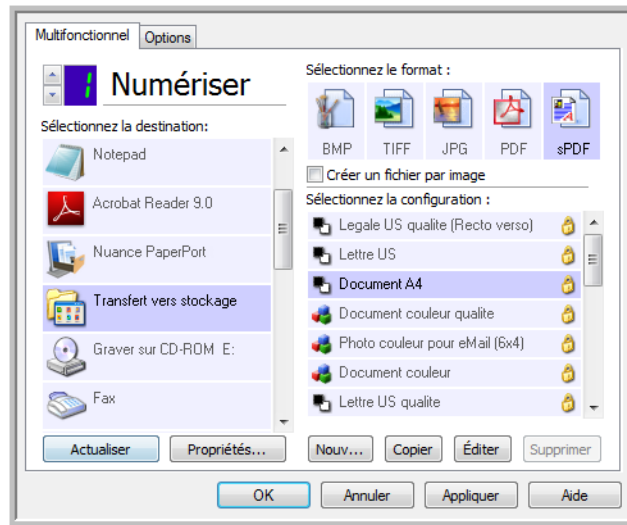 Multifonctionnel
Options
1 Numériser
Sélectionnez la destination:
Notepad
Acrobat Reader 9.0
Nuance PaperPort
Transfert vers stockage
Graver sur CD-ROM E:
Fax
Actualiser
Propriétés...
Sélectionnez le format :
BMP
TIFF
JPG
PDF
sPDF
Créer un fichier par image
Sélectionnez la configuration :
Legale US qualite (Recto verso)
Lettre US
Document A4
Document couleur qualite
Photo couleur pour eMail (6x4)
Document couleur
Lettre US qualite
Nouv...
Copier
Éditer
Supprimer
OK
Annuler
Appliquer
Aide